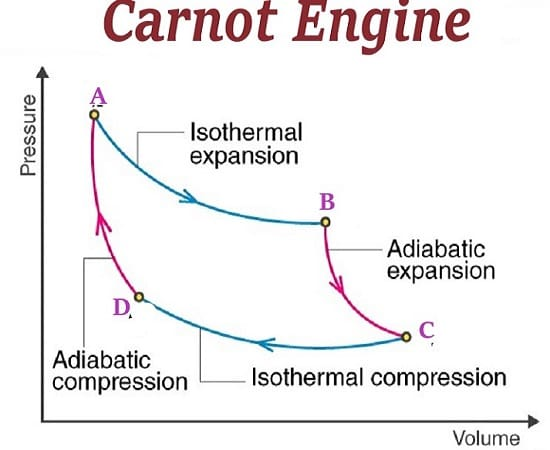 Carnot Engine
Pressure
A
Isothermal
expansion
B
Adiabatic
expansion
D
C
Adiabatic
compression
Isothermal compression
Volume